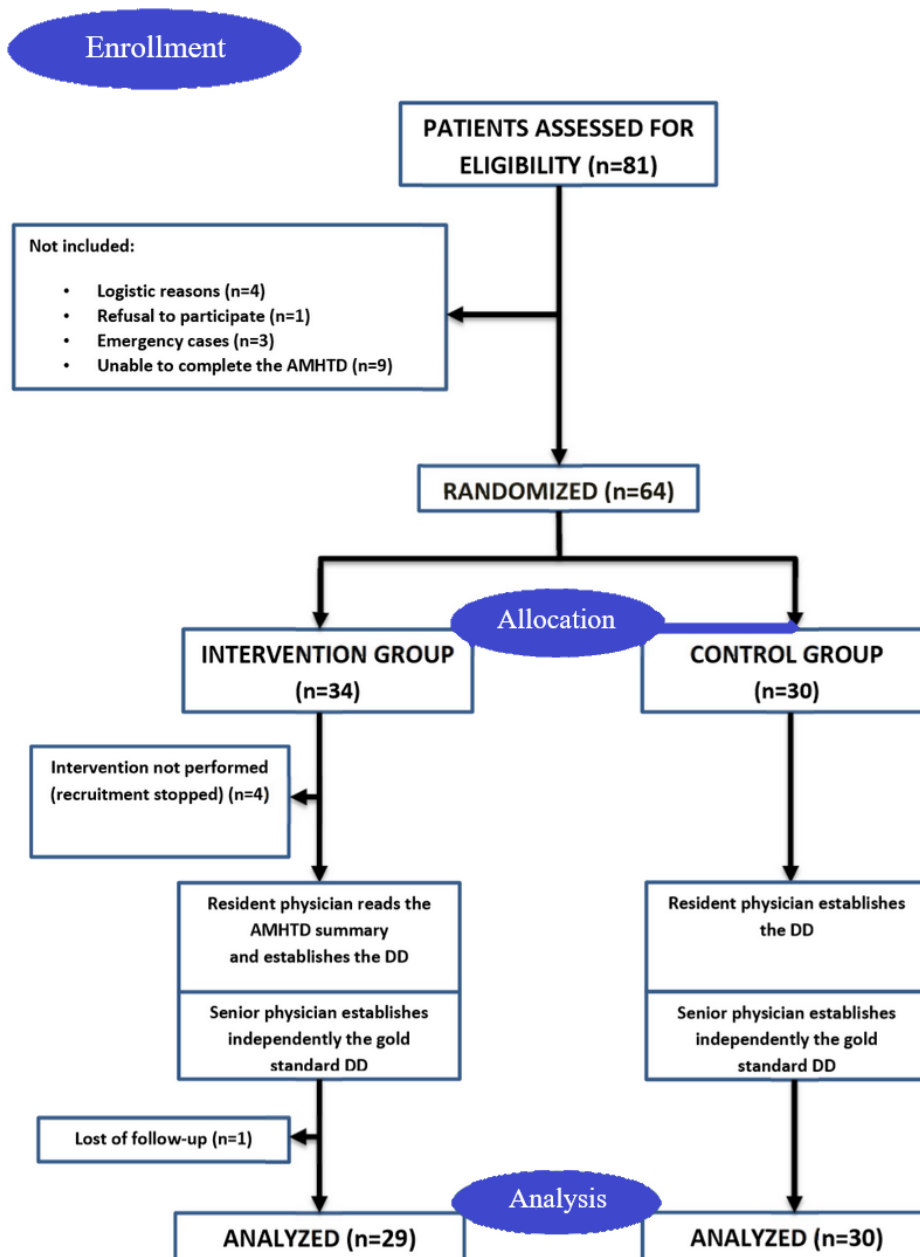 Enrollment
PATIENTS ASSESSED FOR
ELIGIBILITY (n=81)
Not included:
• Logistic reasons (n=4)
• Refusal to participate (n=1)
• Emergency cases (n=3)
• Unable to complete the AMHTD (n=9)
RANDOMIZED (n=64)
Allocation
INTERVENTION GROUP
(n=34)
CONTROL GROUP
(n=30)
Intervention not performed
(recruitment stopped) (n=4)
Resident physician reads the
AMHTD summary
and establishes the DD
Resident physician establishes
the DD
Senior physician establishes
independently the gold
standard DD
Senior physician establishes
independently the gold
standard DD
Lost of follow-up (n=1)
Analysis
ANALYZED (n=29)
ANALYZED (n=30)